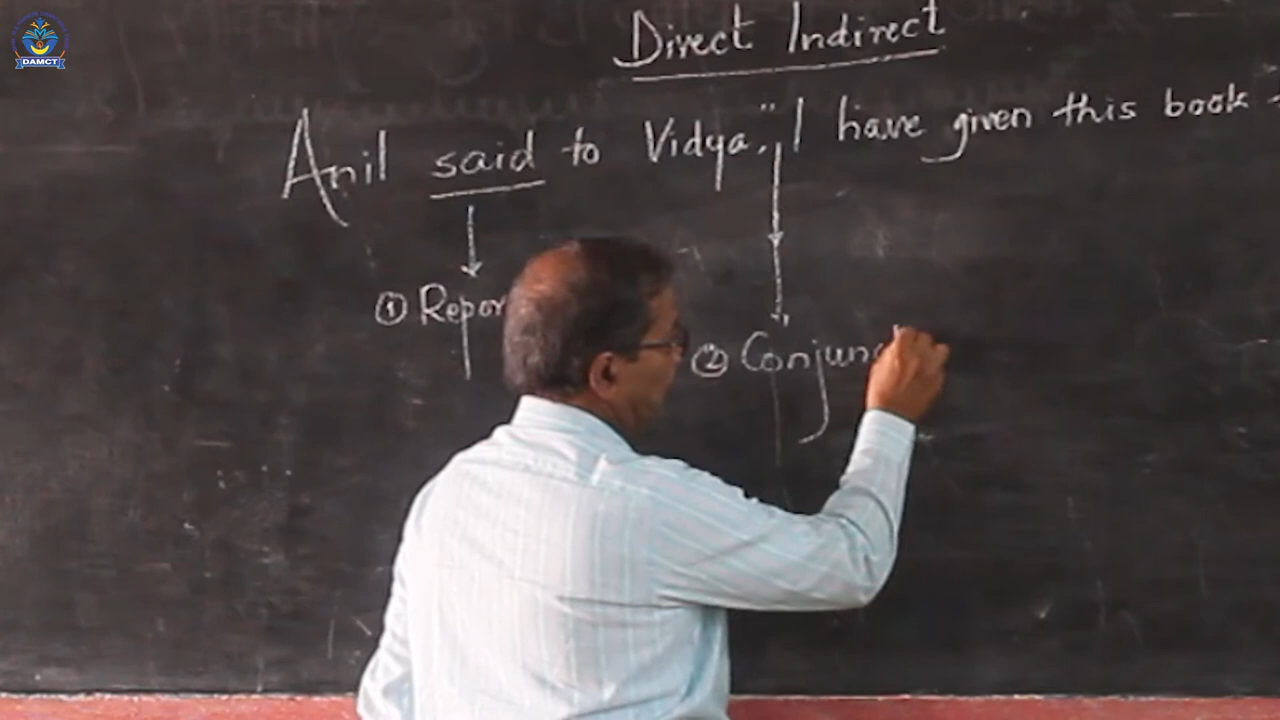 DAMCT
Direct Indirect
Anil said to Vidya, "I have given this book
① Repor
② Conjunc